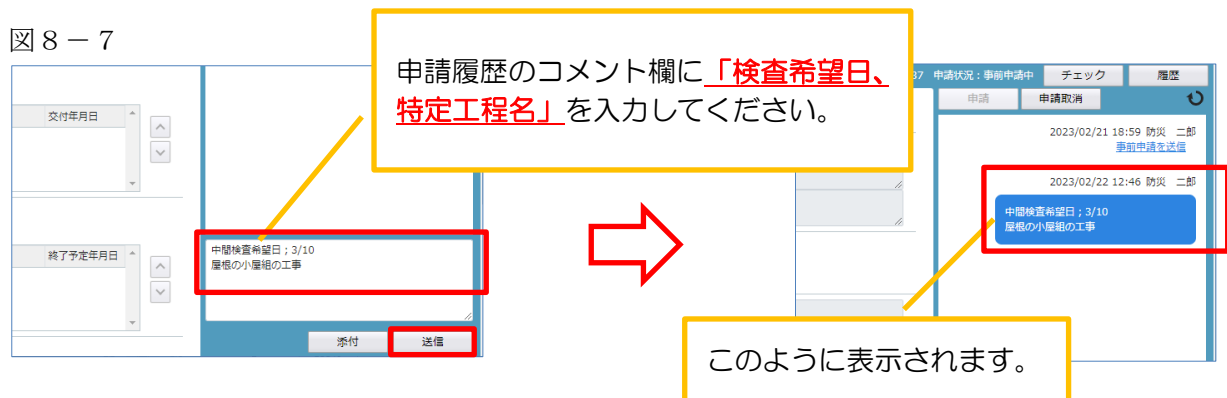 図８－７
申請履歴のコメント欄に「検査希望日、
特定工程名」を入力してください。
交付年月日
終了予定年月日
中間検査希望日；3/10
屋根の小屋組の工事
添付
送信
37 申請状況：事前申請中
チェック
履歴
申請
申請取消
2023/02/21 18:59 防災 二郎
事前申請を送信
2023/02/22 12:46 防災 二郎
中間検査希望日；3/10
屋根の小屋組の工事
このように表示されます。